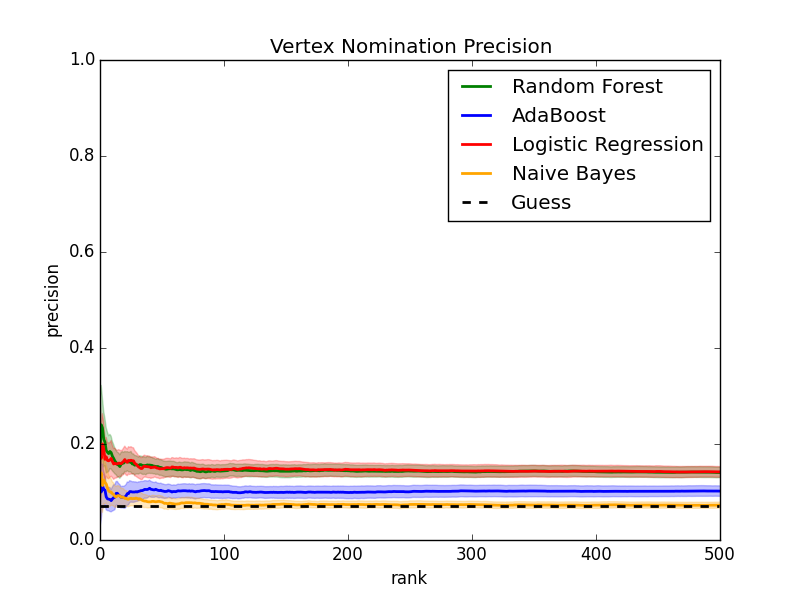 Vertex Nomination Precision
1.0
0.8
0.6
0.4
0.2
0.0
precision
Random Forest
AdaBoost
Logistic Regression
Naive Bayes
Guess
0 100 200 300 400 500
rank